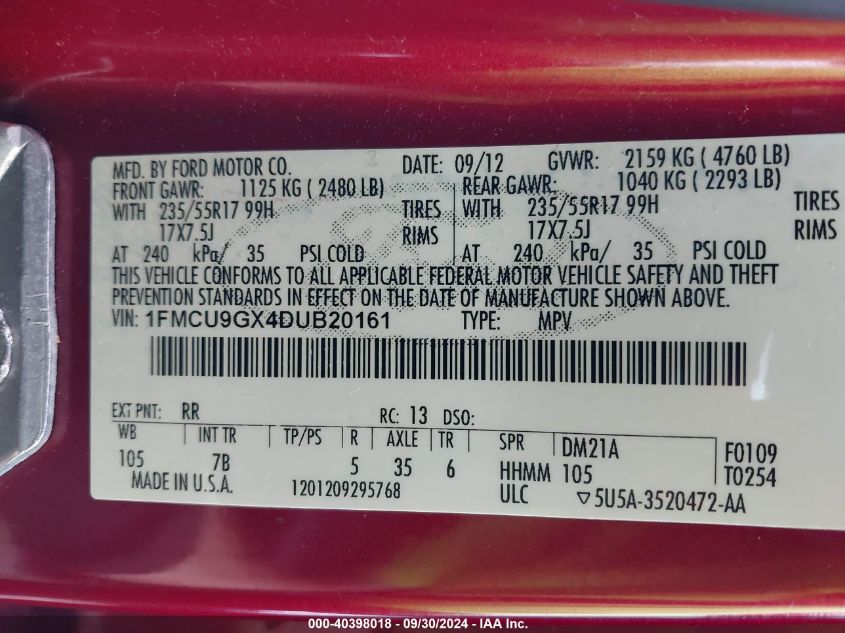 MFD. BY FORD MOTOR CO. DATE: 09/12 GVWR: 2159 KG ( 4760 LB)
FRONT GAWR: 1125 KG ( 2480 LB) REAR GAWR: 1040 KG ( 2293 LB)
WITH 235/55R17 99H TIRES WITH 235/55R17 99H TIRES
17X7.5J RIMS 17X7.5J RIMS
AT 240 kPa/ 35 PSI COLD AT 240 kPa/ 35 PSI COLD
THIS VEHICLE CONFORMS TO ALL APPLICABLE FEDERAL MOTOR VEHICLE SAFETY AND THEFT
PREVENTION STANDARDS IN EFFECT ON THE DATE OF MANUFACTURE SHOWN ABOVE.
VIN: 1FMCU9GX4DUB20161 TYPE: MPV
EXT PNT: RR RC: 13 DSO:
WB INT TR TP/PS R AXLE TR SPR DM21A F0109
105 7B 5 35 6 HHMM 105 T0254
MADE IN U.S.A. 1201209295768 ULC ▽5U5A-3520472-AA
000-40398018 - 09/30/2024 - IAA Inc.